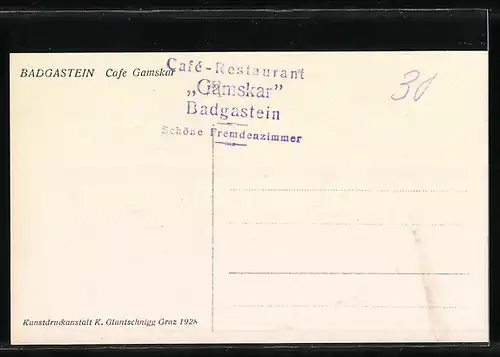 BADGASTEIN Cafe Gamskar
Café-Restaurant
„Gamskar”
Badgastein
Schöne Fremdenzimmer
30
Kunstdruckanstalt K. Glantschnigg Graz 1928